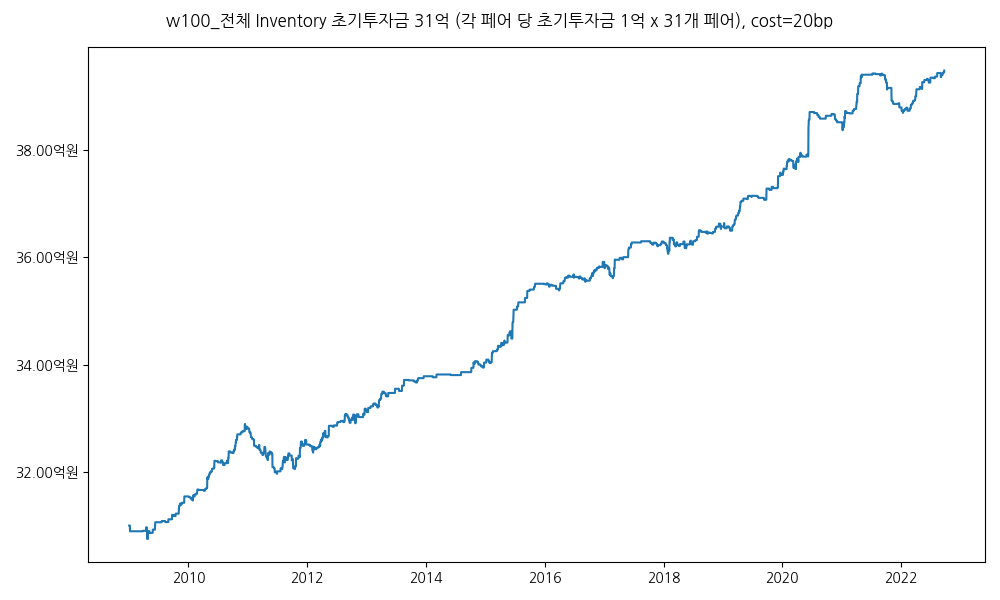 w100_전체 Inventory 초기투자금 31억 (각 페어 당 초기투자금 1억 x 31개 페어), cost=20bp
38.00억원
36.00억원
34.00억원
32.00억원
2010 2012 2014 2016 2018 2020 2022